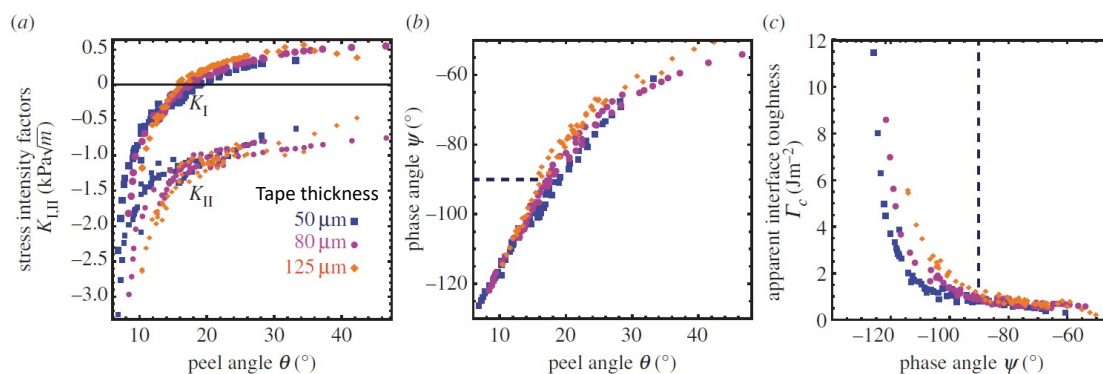 (a)
(b)
(c)
stress intensity factors
K_I,II (kPa√m)
0.5
0
−0.5
−1.0
−1.5
−2.0
−2.5
−3.0
K_I
K_II
Tape thickness
50 μm
80 μm
125 μm
10 20 30 40
peel angle θ (°)
phase angle ψ (°)
−60
−80
−100
−120
10 20 30 40
peel angle θ (°)
apparent interface toughness
Γ_c (Jm⁻²)
12
10
8
6
4
2
0
−120 −100 −80 −60
phase angle ψ (°)